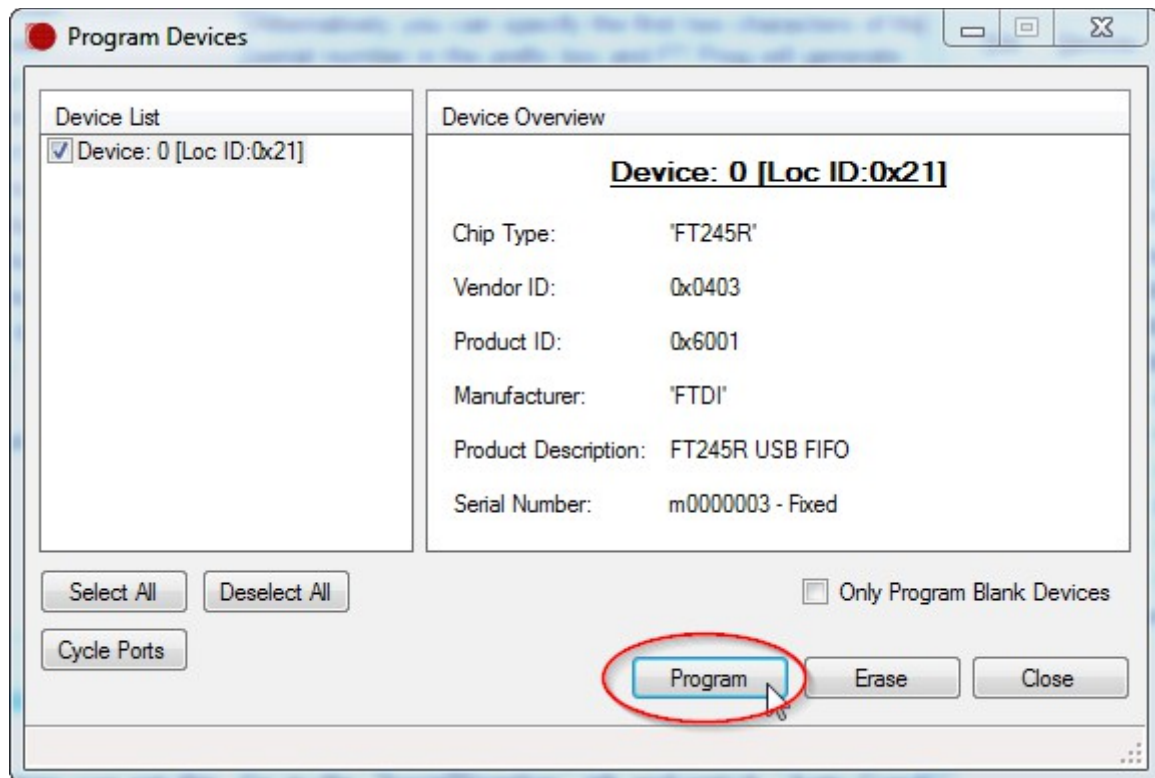 Program Devices
Device List
Device: 0 [Loc ID:0x21]
Device Overview
Device: 0 [Loc ID:0x21]
Chip Type: 'FT245R'
Vendor ID: 0x0403
Product ID: 0x6001
Manufacturer: 'FTDI'
Product Description: FT245R USB FIFO
Serial Number: m0000003 - Fixed
Select All Deselect All Only Program Blank Devices
Cycle Ports
Program Erase Close